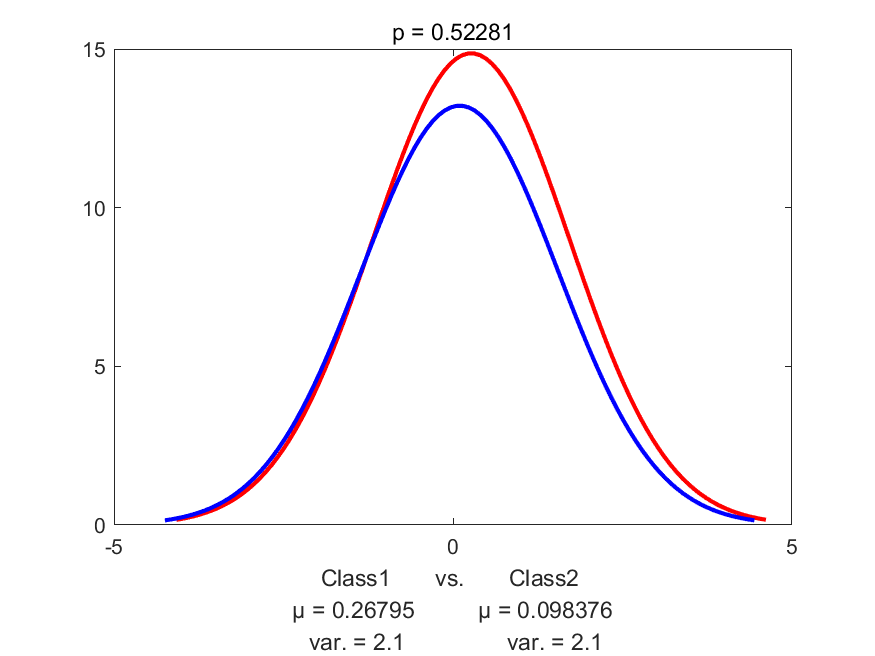 p = 0.52281
15
10
5
0
-5 0 5
Class1 vs. Class2
µ = 0.26795 µ = 0.098376
var. = 2.1 var. = 2.1